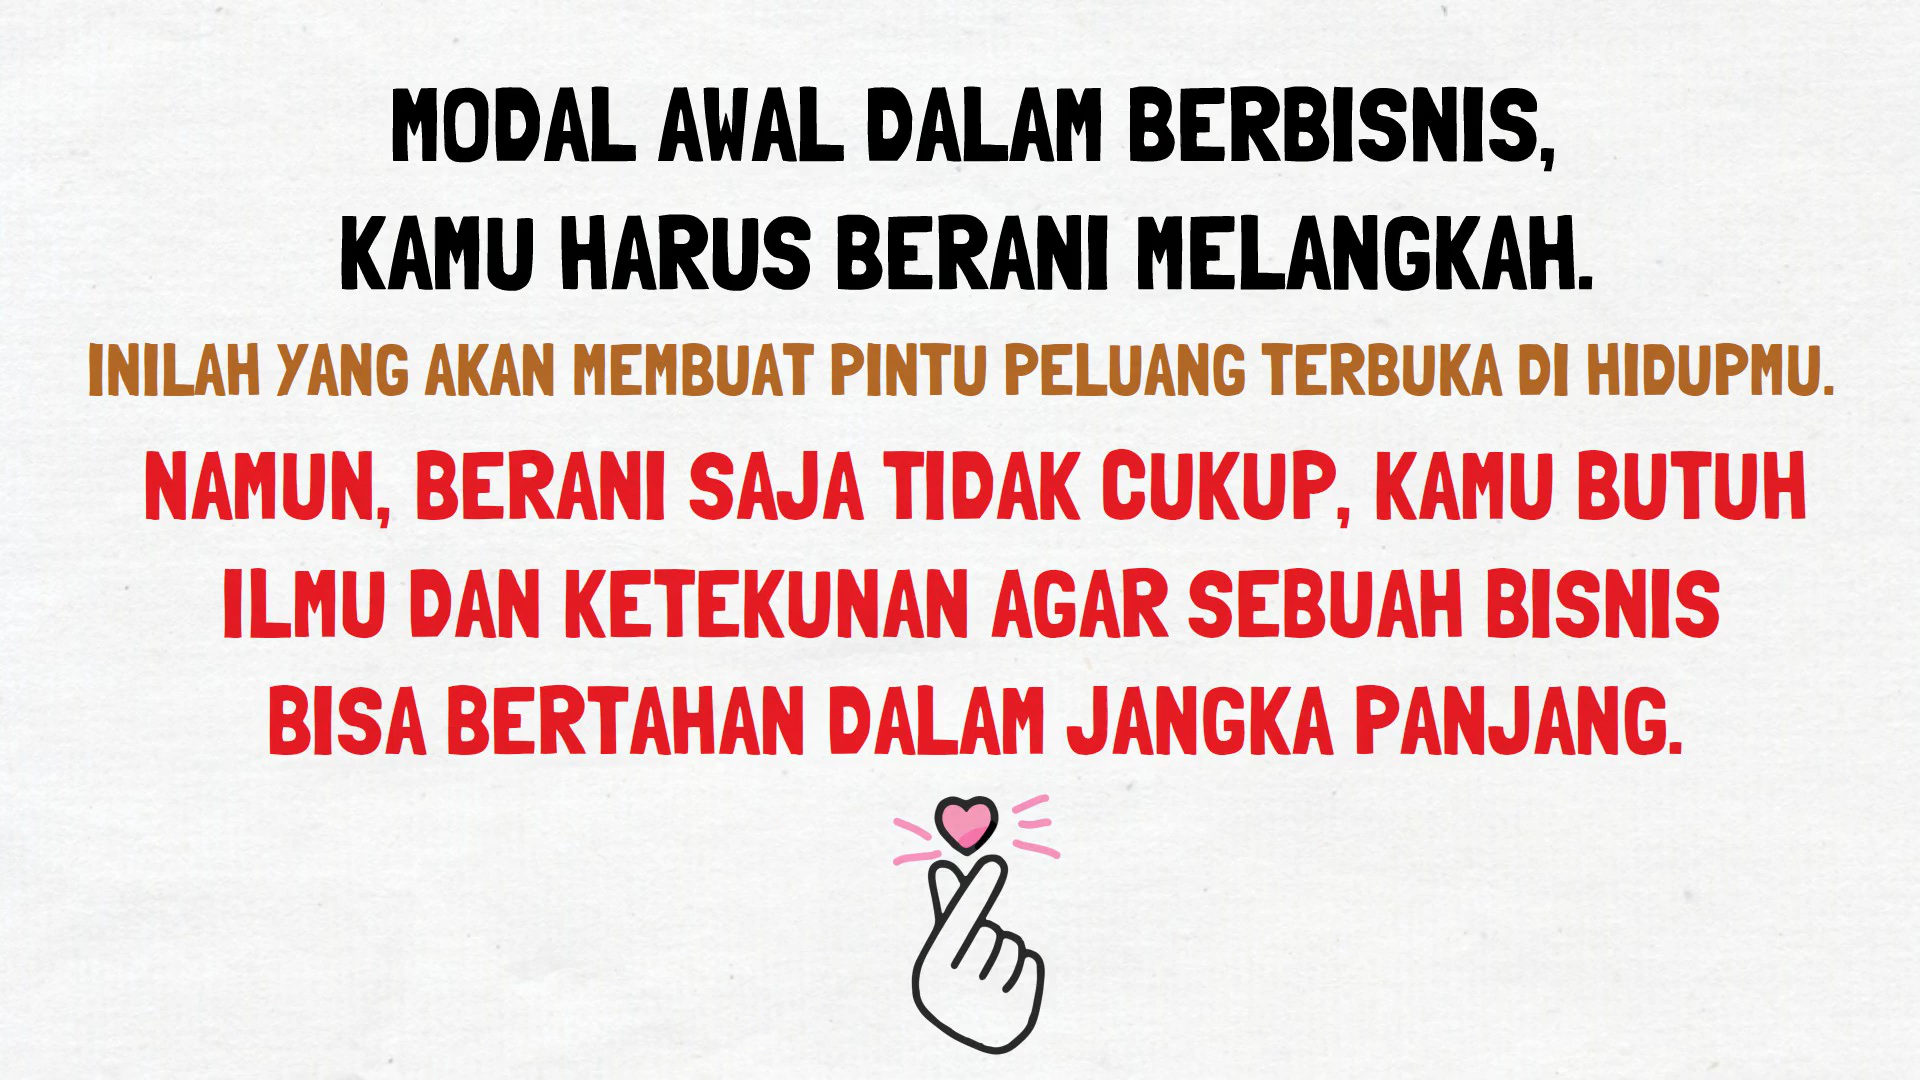 MODAL AWAL DALAM BERBISNIS,
KAMU HARUS BERANI MELANGKAH.
INILAH YANG AKAN MEMBUAT PINTU PELUANG TERBUKA DI HIDUPMU.
NAMUN, BERANI SAJA TIDAK CUKUP, KAMU BUTUH
ILMU DAN KETEKUNAN AGAR SEBUAH BISNIS
BISA BERTAHAN DALAM JANGKA PANJANG.